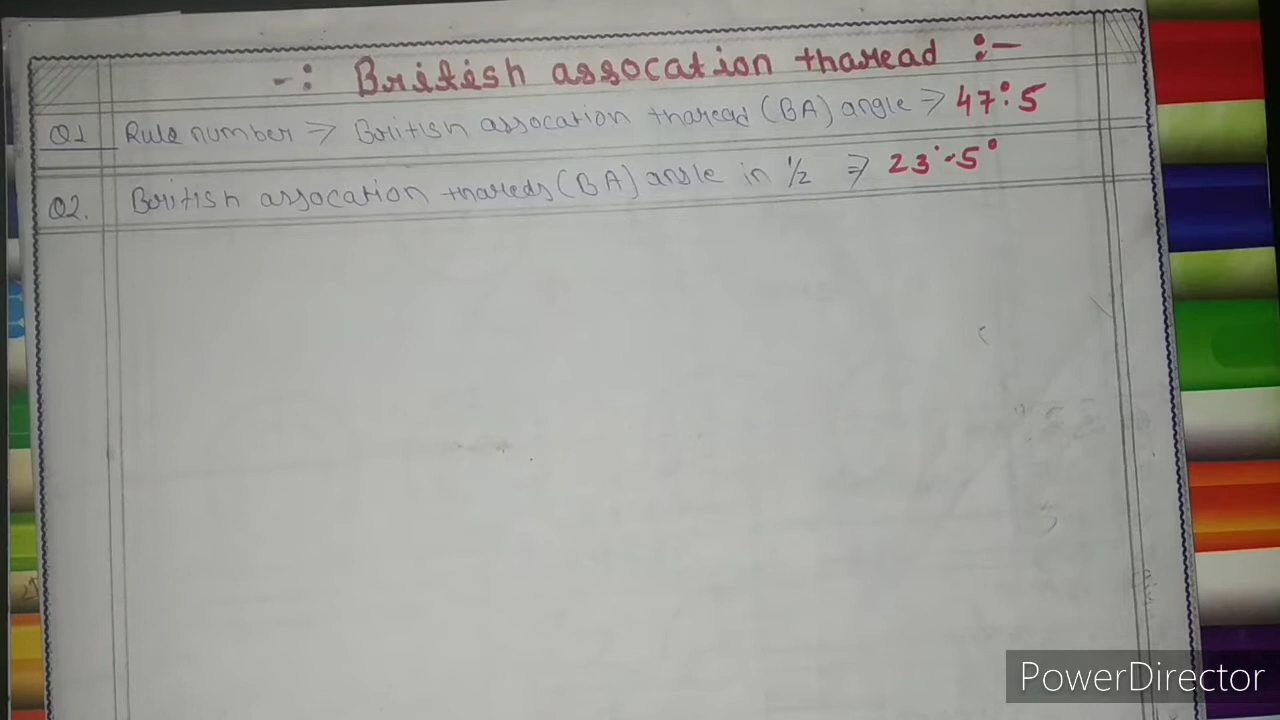 -: British assocation tharead :-
Q1 Rule number ⇒ British assocation tharead (BA) angle ⇒ 47°.5
Q2. British assocation thareds (BA) angle in 1/2 ⇒ 23°.5°
PowerDirector